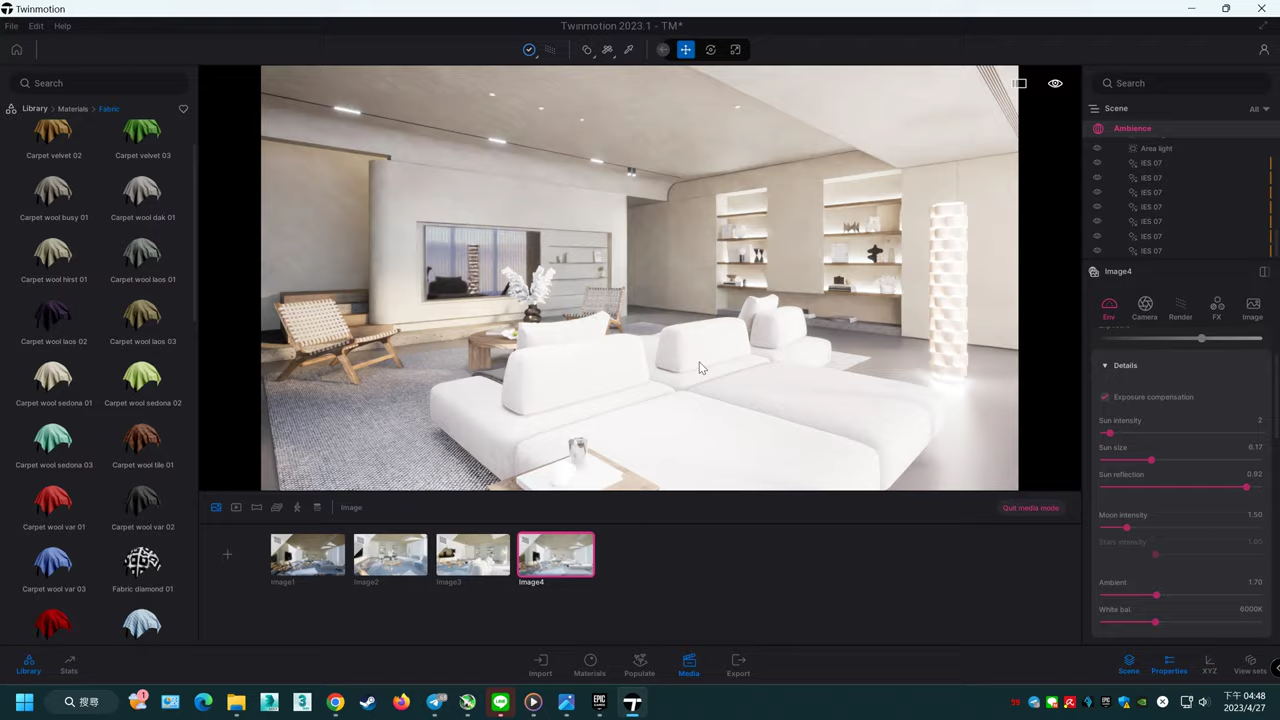 Twinmotion
File Edit Help
Twinmotion 2023.1 - TM*
Search
Library Materials Fabric
Carpet velvet 02 Carpet velvet 03
Carpet wool busy 01 Carpet wool dak 01
Carpet wool hirst 01 Carpet wool laos 01
Carpet wool laos 02 Carpet wool laos 03
Carpet wool sedona 01 Carpet wool sedona 02
Carpet wool sedona 03 Carpet wool tile 01
Carpet wool var 01 Carpet wool var 02
Carpet wool var 03 Fabric diamond 01
Library Stats
Image
Quit media mode
Image1 Image2 Image3 Image4
Import Materials Populate Media Export
Search
Scene All
Ambience
Area light
IES 07
IES 07
IES 07
IES 07
IES 07
IES 07
IES 07
Image4
Env Camera Render FX Image
Details
Exposure compensation
Sun intensity 2
Sun size 6.17
Sun reflection 0.92
Moon intensity 1.50
Stars intensity 1.00
Ambient 1.70
White bal. 6000K
Scene Properties XYZ View sets
搜尋
下午 04:48
2023/4/27